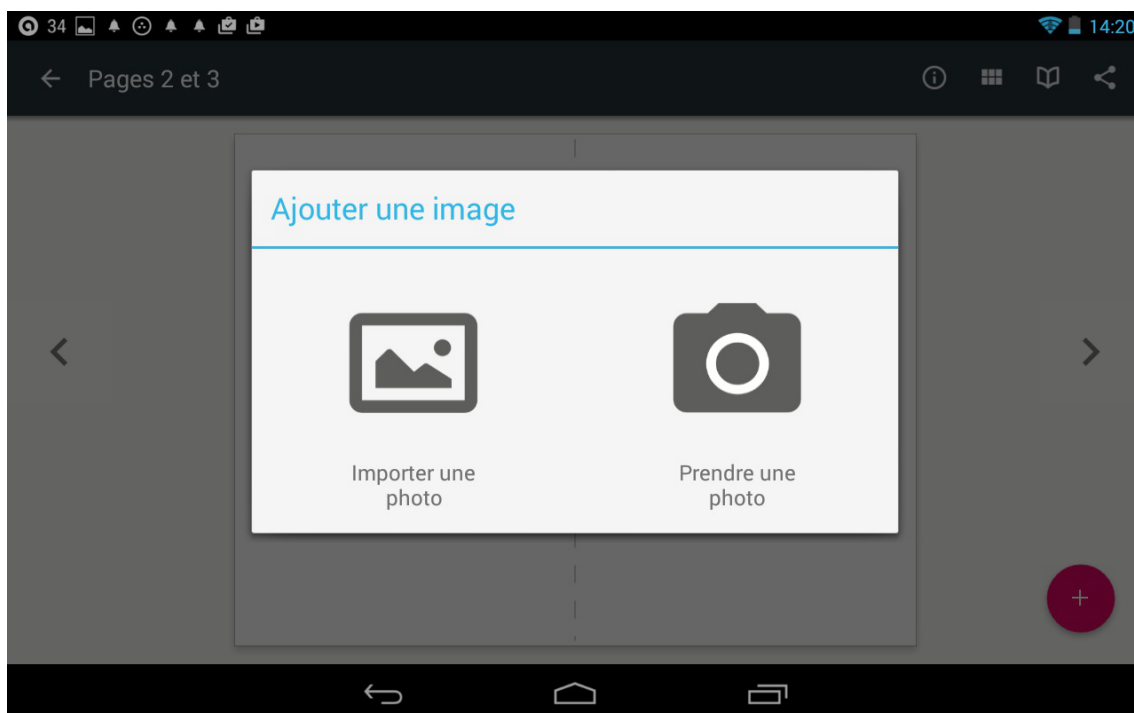 34
14:20
Pages 2 et 3
Ajouter une image
Importer une
photo
Prendre une
photo